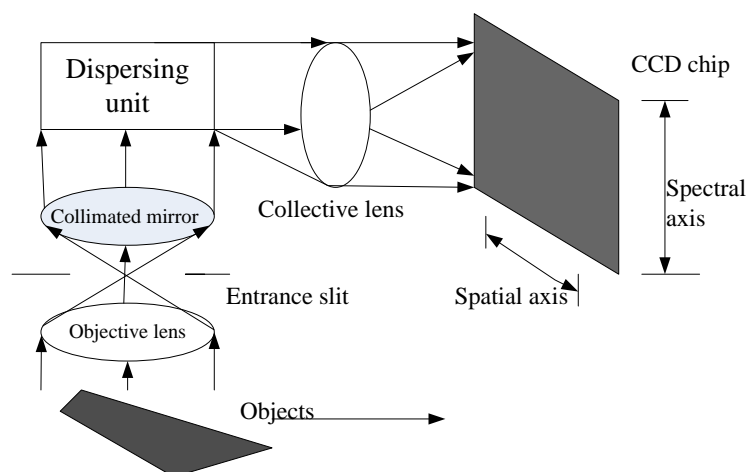 Dispersing
unit
CCD chip
Collimated mirror
Collective lens
Spectral
axis
Entrance slit
Spatial axis
Objective lens
Objects